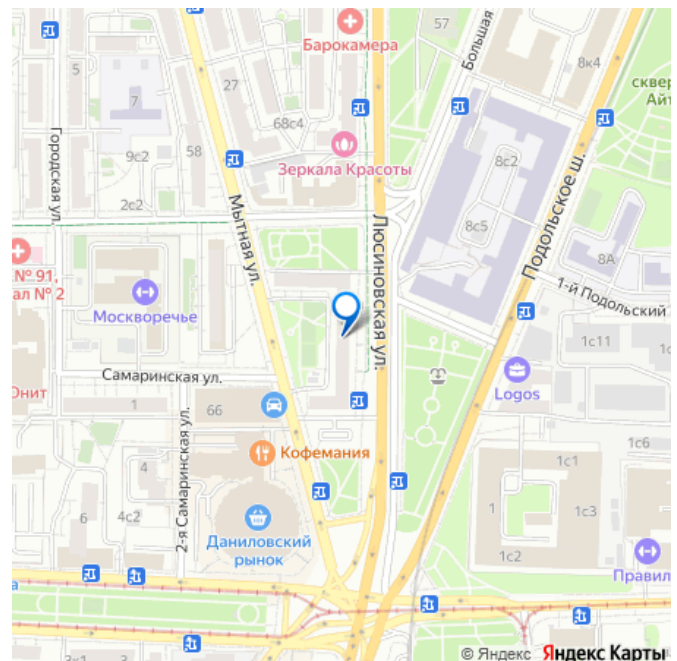 57
Большая
8к4
Барокамера
сквер
Айт
5
27
7
68с4
Городская ул.
9с2
58
Зеркала Красоты
8с2
Подольское ш.
2с2
Мытная ул.
Люсиновская ул.
8с5
8А
№ 91,
ал № 2
Москворечье
1-й Подольский
1с11
1с
Самаринская ул.
Онит
1
66
Logos
Кофемания
2-я Самаринская ул.
4
1с6
1с1
6
4с2
1
1с3
Даниловский
рынок
1с2
Правил
а
3к1
© Яндекс Яндекс Карты